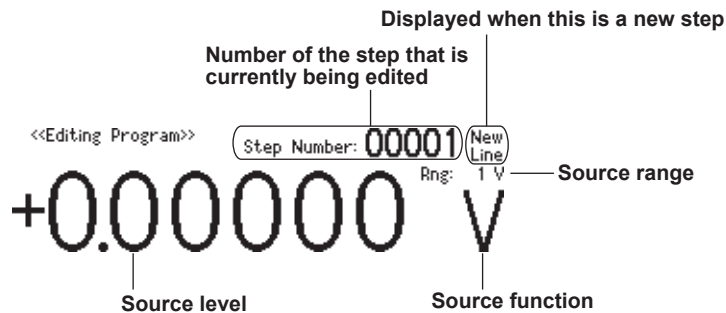 Displayed when this is a new step
Number of the step that is
currently being edited
<<Editing Program>>
Step Number: 00001
New
Line
Rng: 1 V
Source range
+0.00000 V
Source level
Source function